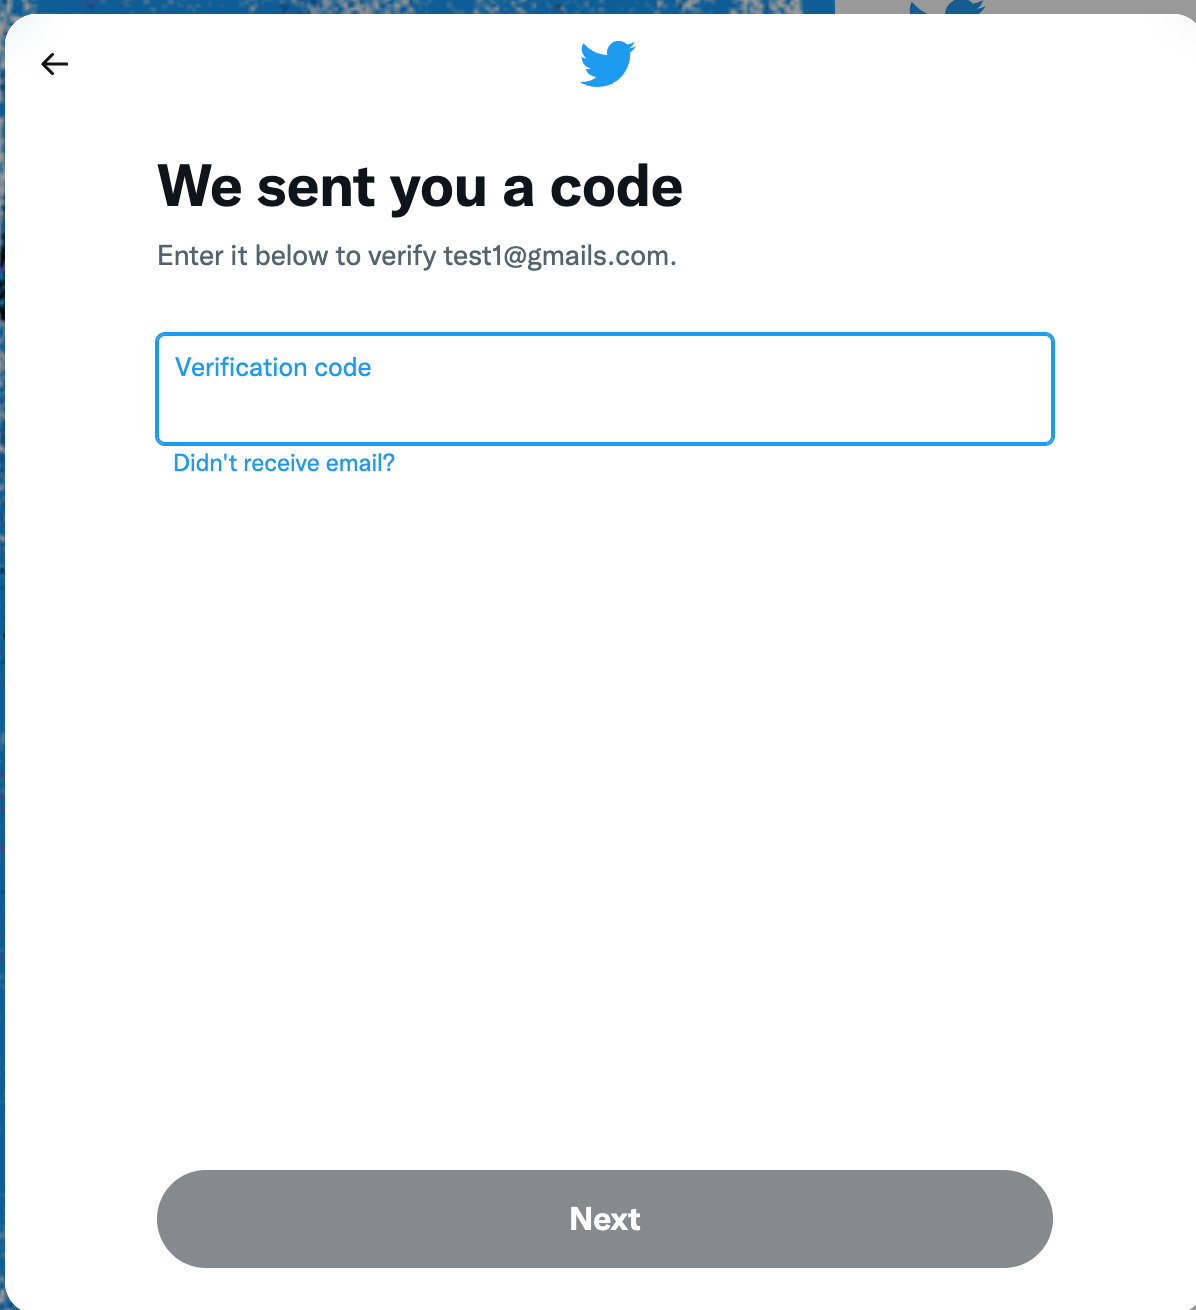 We sent you a code
Enter it below to verify test1@gmails.com.
Verification code
Didn't receive email?
Next